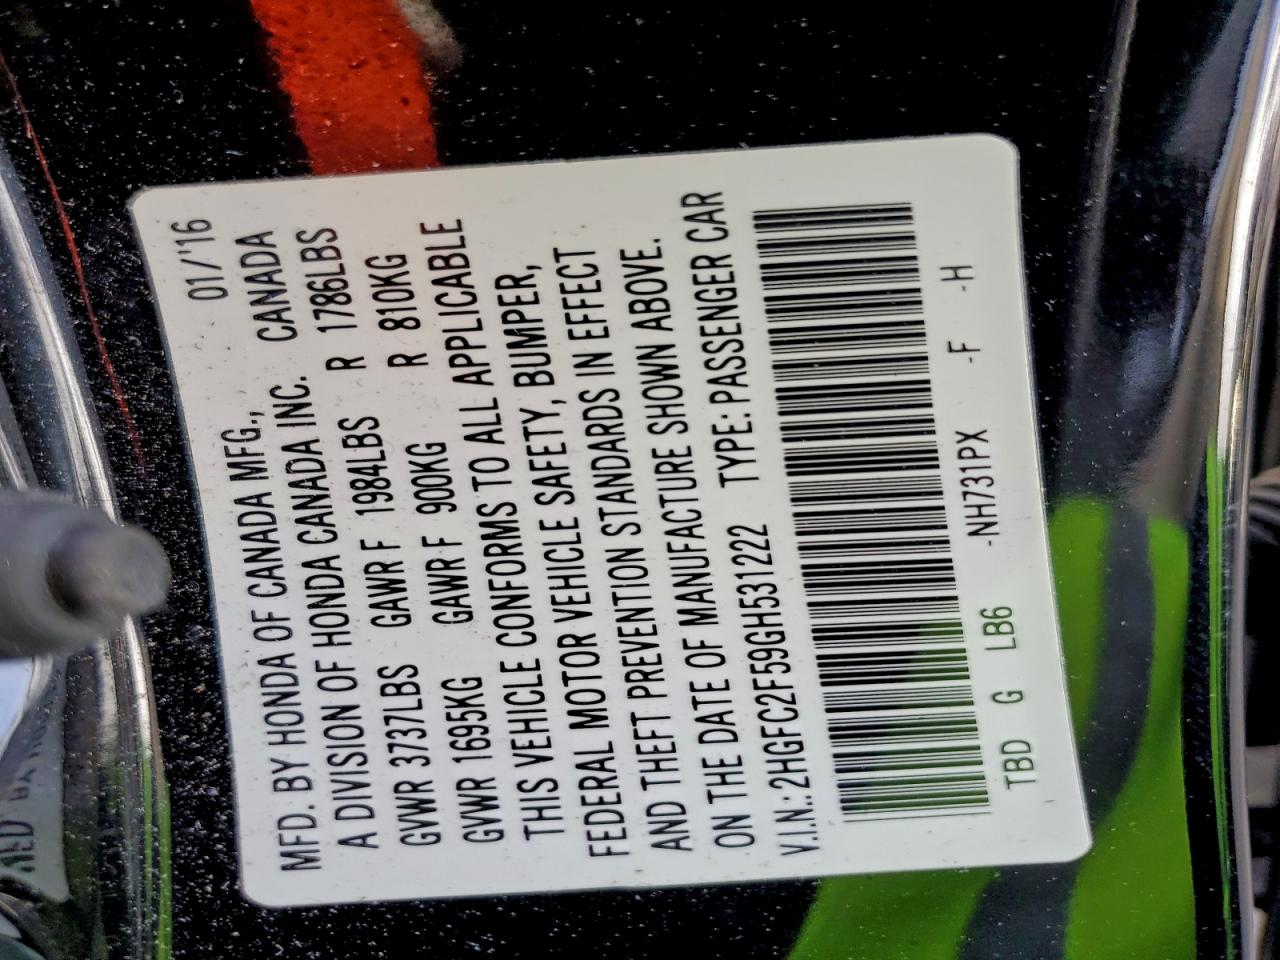 01/'16
MFD. BY HONDA OF CANADA MFG., CANADA
A DIVISION OF HONDA CANADA INC.
GVWR 3737LBS GAWR F 1984LBS R 1786LBS
GVWR 1695KG GAWR F 900KG R 810KG
THIS VEHICLE CONFORMS TO ALL APPLICABLE
FEDERAL MOTOR VEHICLE SAFETY, BUMPER,
AND THEFT PREVENTION STANDARDS IN EFFECT
ON THE DATE OF MANUFACTURE SHOWN ABOVE.
V.I.N.: 2HGFC2F59GH531222 TYPE: PASSENGER CAR
TBD G LB6 -NH731PX -F -H